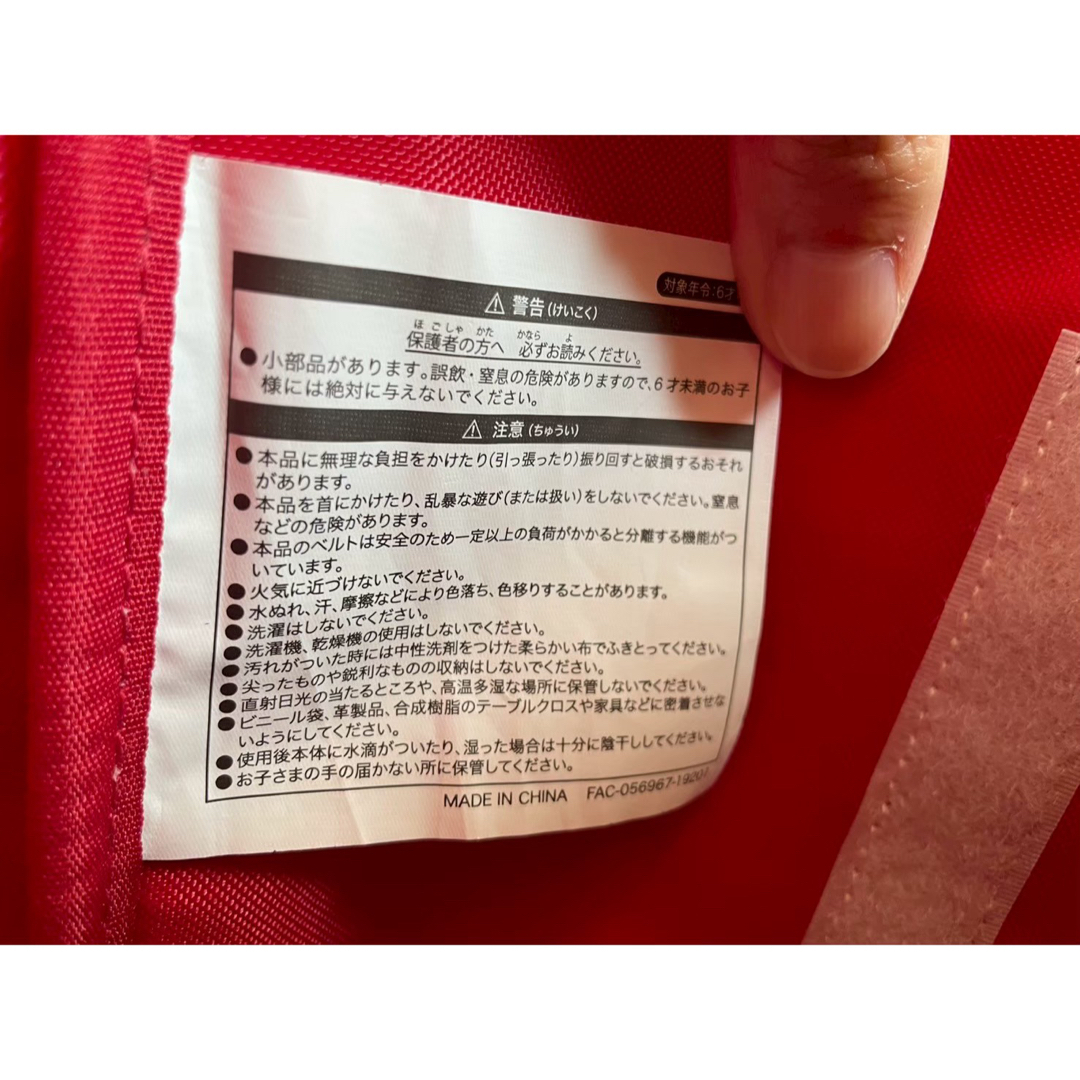 対象年令:6才
⚠ 警告(けいこく)
ほごしゃ かた かなら よ
保護者の方へ 必ずお読みください。
●小部品があります。誤飲・窒息の危険がありますので、6才未満のお子
様には絶対に与えないでください。
⚠ 注意(ちゅうい)
●本品に無理な負担をかけたり(引っ張ったり)振り回すと破損するおそれ
があります。
●本品を首にかけたり、乱暴な遊び(または扱い)をしないでください。窒息
などの危険があります。
●本品のベルトは安全のため一定以上の負荷がかかると分離する機能がつ
いています。
●火気に近づけないでください。
●水ぬれ、汗、摩擦などにより色落ち、色移りすることがあります。
●洗濯はしないでください。
●洗濯機、乾燥機の使用はしないでください。
●汚れがついた時には中性洗剤をつけた柔らかい布でふきとってください。
●尖ったものや鋭利なものの収納はしないでください。
●直射日光の当たるところや、高温多湿な場所に保管しないでください。
●ビニール袋、革製品、合成樹脂のテーブルクロスや家具などに密着させな
いようにしてください。
●使用後本体に水滴がついたり、湿った場合は十分に陰干ししてください。
●お子さまの手の届かない所に保管してください。
MADE IN CHINA FAC-056967-19207